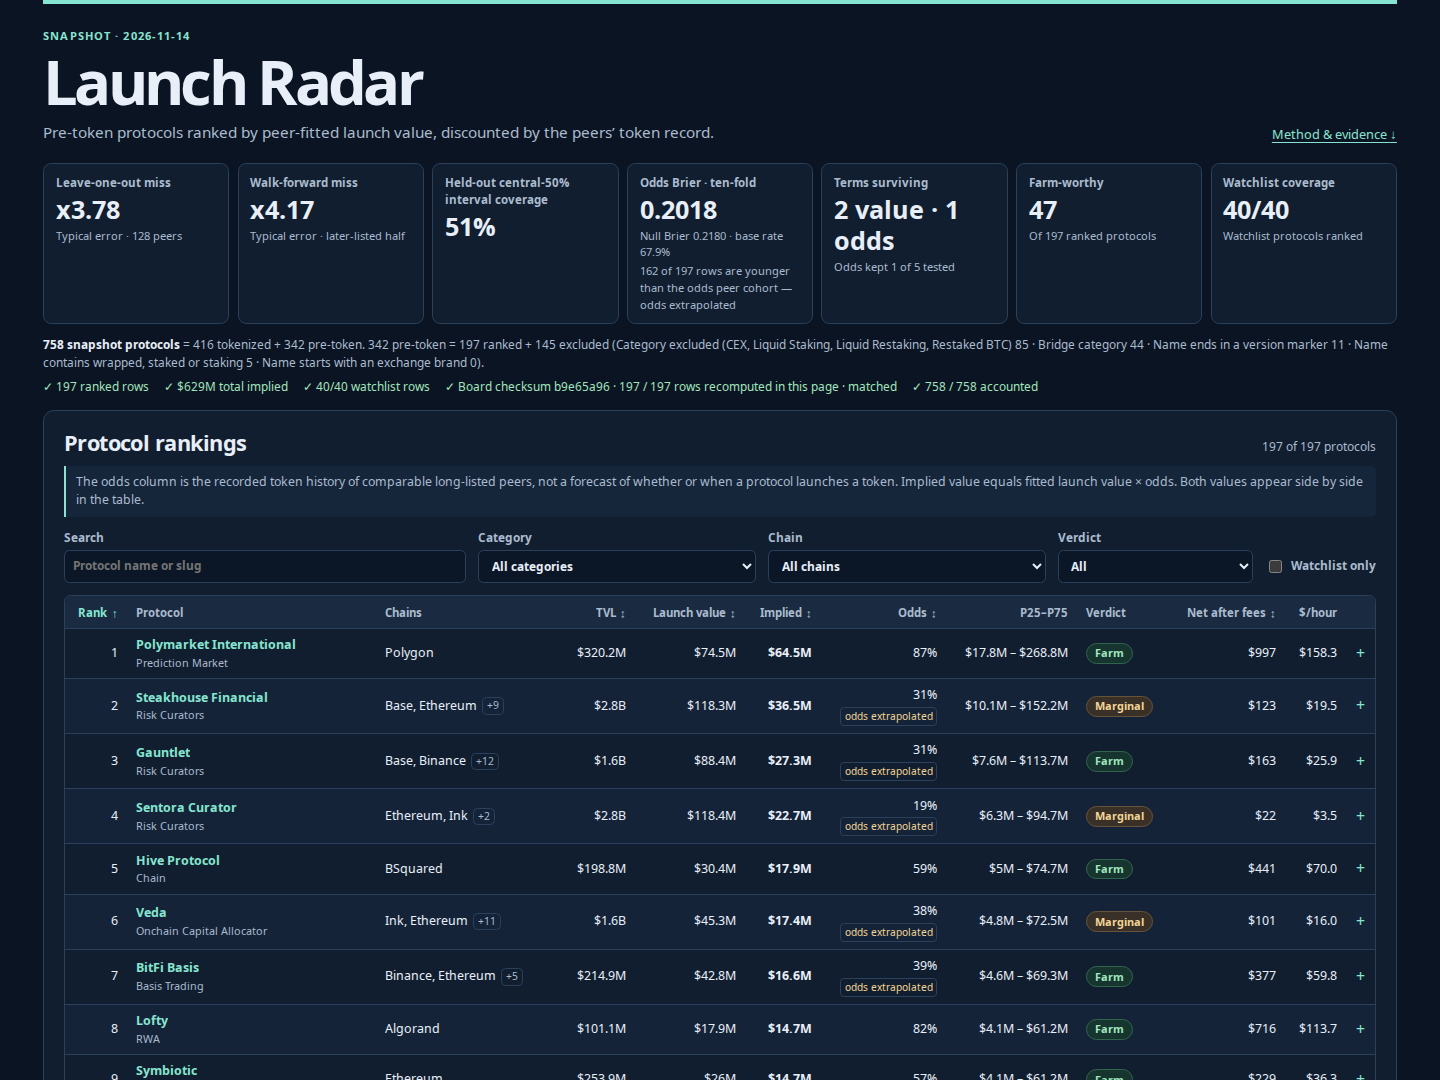 SNAPSHOT · 2026-11-14
Launch Radar
Pre-token protocols ranked by peer-fitted launch value, discounted by the peers’ token record.
Method & evidence ↓
Leave-one-out miss
x3.78
Typical error · 128 peers
Walk-forward miss
x4.17
Typical error · later-listed half
Held-out central-50%
interval coverage
51%
Odds Brier · ten-fold
0.2018
Null Brier 0.2180 · base rate
67.9%
162 of 197 rows are younger
than the odds peer cohort —
odds extrapolated
Terms surviving
2 value · 1
odds
Odds kept 1 of 5 tested
Farm-worthy
47
Of 197 ranked protocols
Watchlist coverage
40/40
Watchlist protocols ranked
758 snapshot protocols = 416 tokenized + 342 pre-token. 342 pre-token = 197 ranked + 145 excluded (Category excluded (CEX, Liquid Staking, Liquid Restaking, Restaked BTC) 85 · Bridge category 44 · Name ends in a version marker 11 · Name
contains wrapped, staked or staking 5 · Name starts with an exchange brand 0).
✓ 197 ranked rows ✓ $629M total implied ✓ 40/40 watchlist rows ✓ Board checksum b9e65a96 · 197 / 197 rows recomputed in this page · matched ✓ 758 / 758 accounted
Protocol rankings
197 of 197 protocols
The odds column is the recorded token history of comparable long-listed peers, not a forecast of whether or when a protocol launches a token. Implied value equals fitted launch value × odds. Both values appear side by side
in the table.
Search Category Chain Verdict
Protocol name or slug All categories All chains All Watchlist only
Rank ↑ Protocol Chains TVL ↕ Launch value ↕ Implied ↕ Odds ↕ P25–P75 Verdict Net after fees ↕ $/hour
1 Polymarket International Prediction Market Polygon $320.2M $74.5M $64.5M 87% $17.8M – $268.8M Farm $997 $158.3 +
2 Steakhouse Financial Risk Curators Base, Ethereum +9 $2.8B $118.3M $36.5M 31% odds extrapolated $10.1M – $152.2M Marginal $123 $19.5 +
3 Gauntlet Risk Curators Base, Binance +12 $1.6B $88.4M $27.3M 31% odds extrapolated $7.6M – $113.7M Farm $163 $25.9 +
4 Sentora Curator Risk Curators Ethereum, Ink +2 $2.8B $118.4M $22.7M 19% odds extrapolated $6.3M – $94.7M Marginal $22 $3.5 +
5 Hive Protocol Chain BSquared $198.8M $30.4M $17.9M 59% $5M – $74.7M Farm $441 $70.0 +
6 Veda Onchain Capital Allocator Ink, Ethereum +11 $1.6B $45.3M $17.4M 38% odds extrapolated $4.8M – $72.5M Marginal $101 $16.0 +
7 BitFi Basis Basis Trading Binance, Ethereum +5 $214.9M $42.8M $16.6M 39% odds extrapolated $4.6M – $69.3M Farm $377 $59.8 +
8 Lofty RWA Algorand $101.1M $17.9M $14.7M 82% $4.1M – $61.2M Farm $716 $113.7 +
9 Symbiotic Ethereum $253.9M $26M $14.7M 57% $4.1M – $61.2M Farm $229 $36.3 +